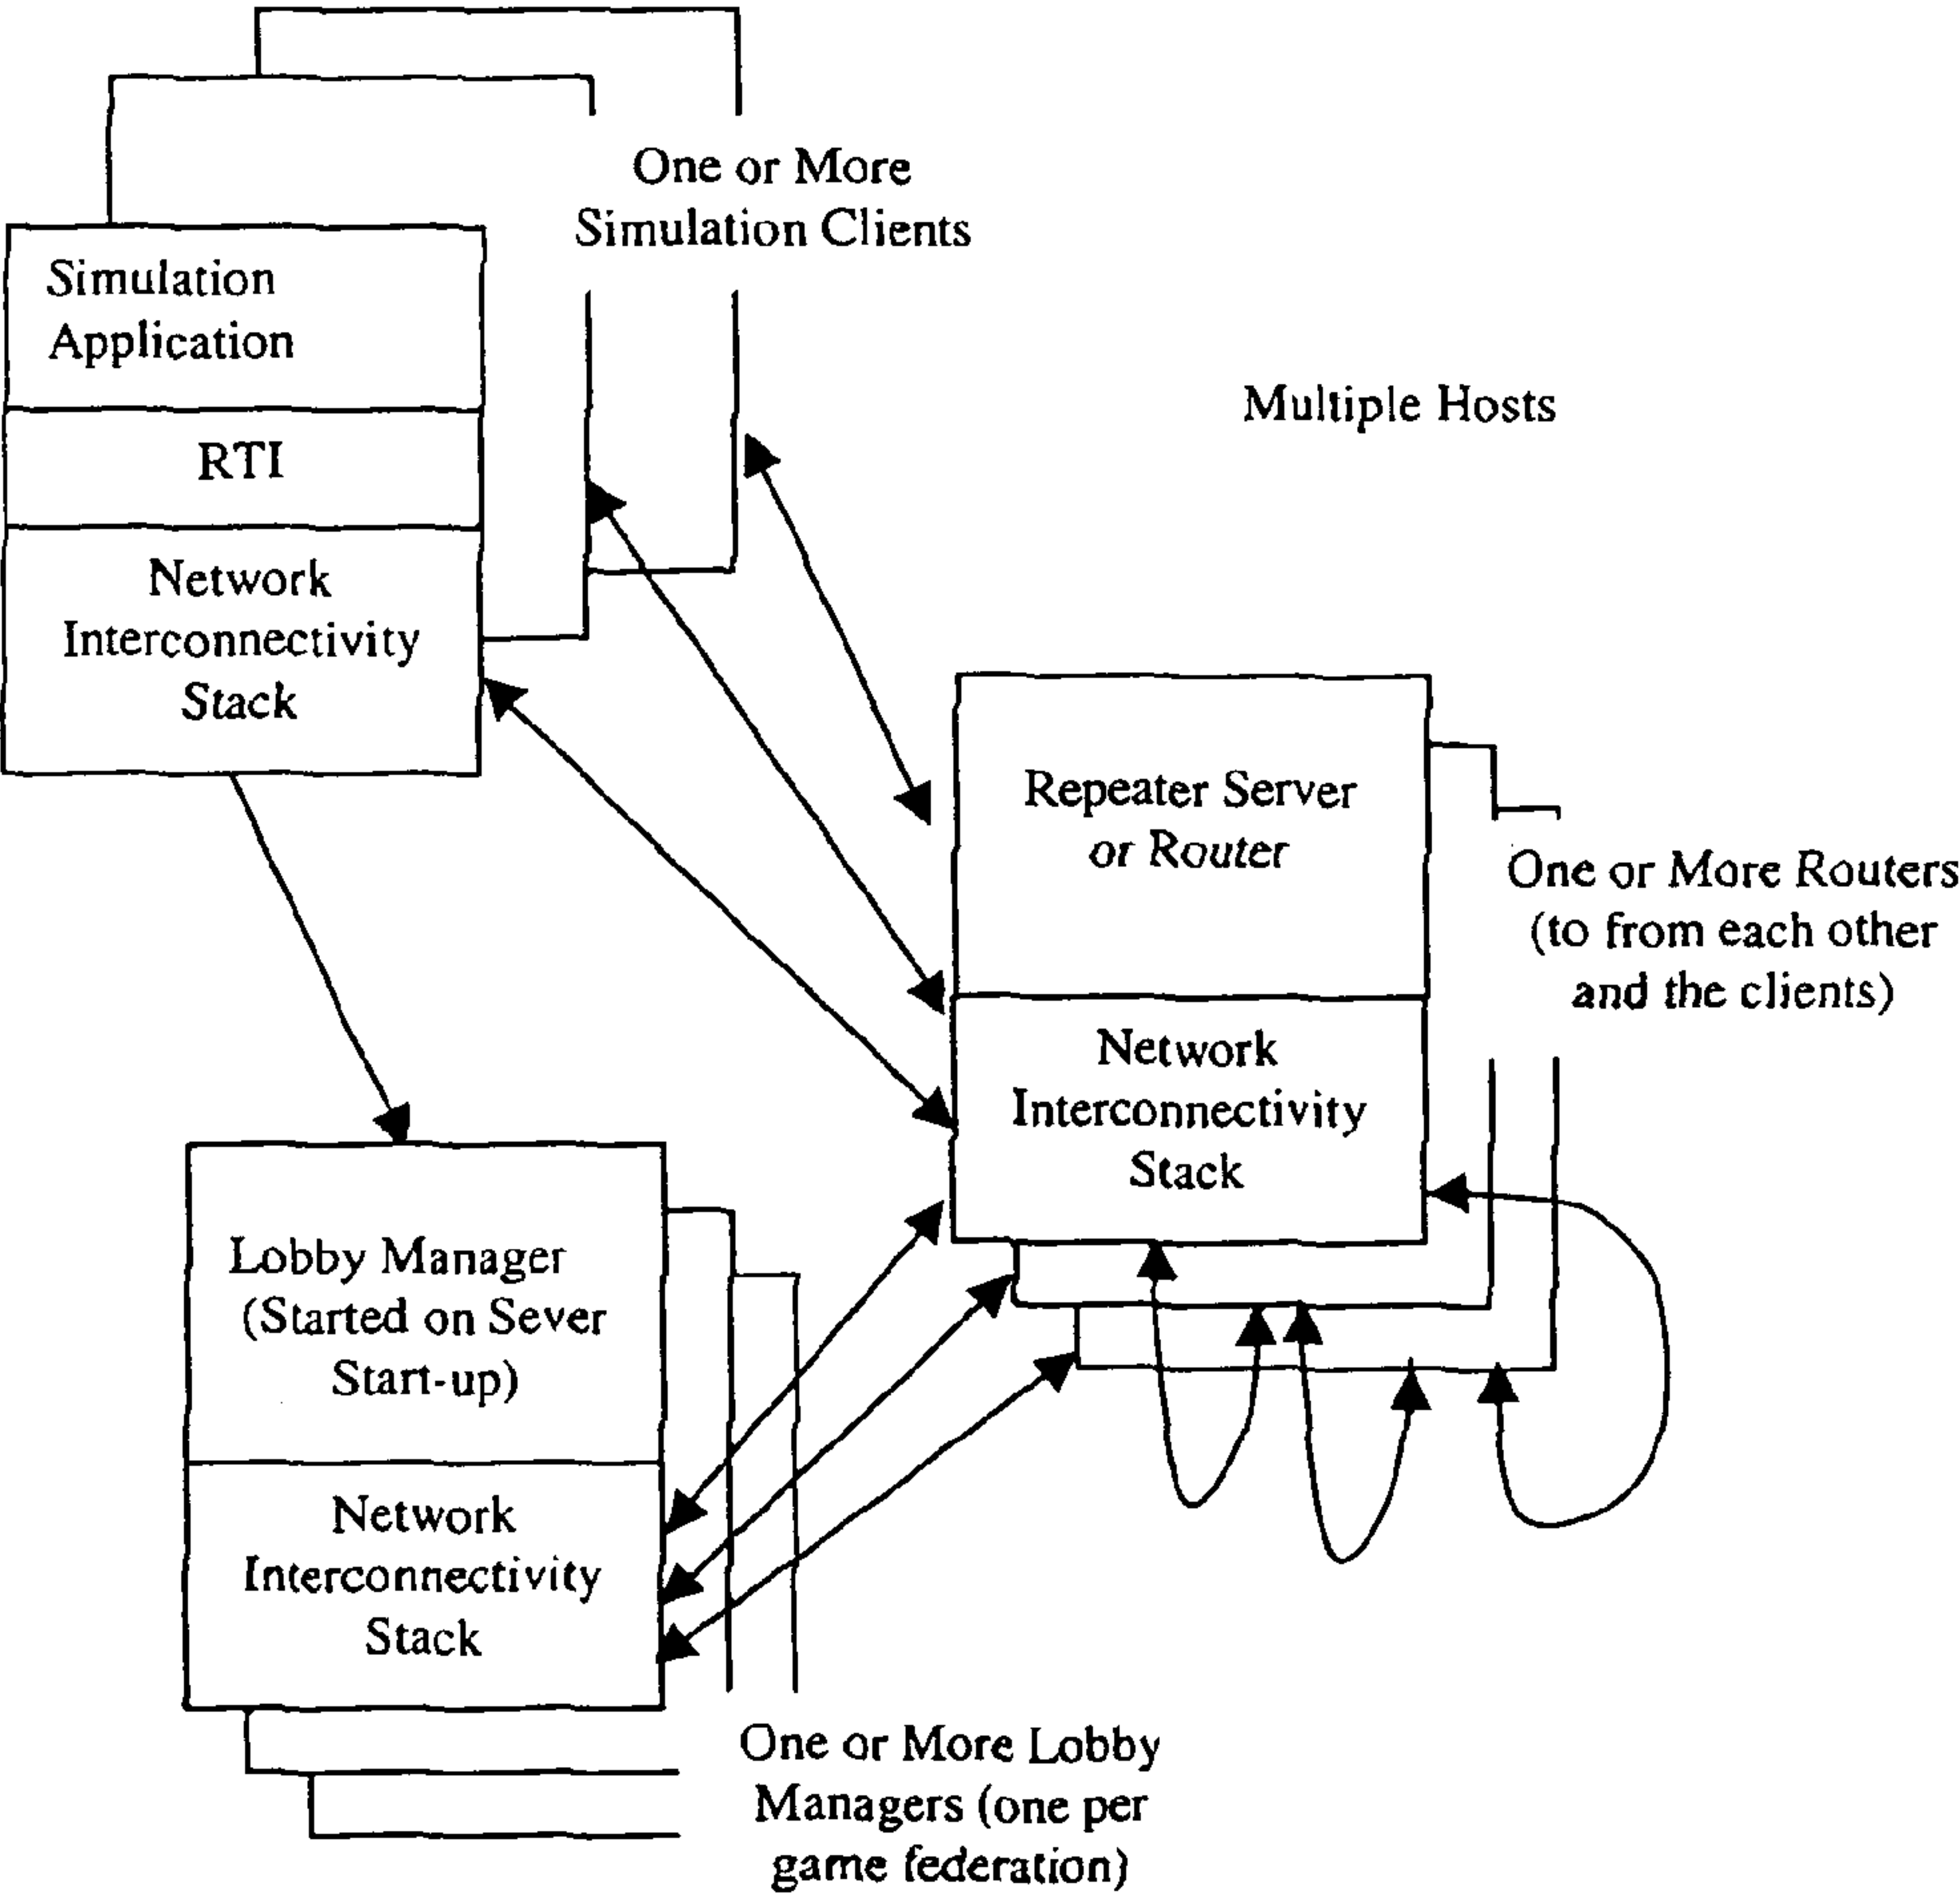 One or More
Simulation Clients
Simulation
Application
RTI
Network
Interconnectivity
Stack
Multiple Hosts
Repeater Server
or Router
Network
Interconnectivity
Stack
One or More Routers
(to from each other
and the clients)
Lobby Manager
(Started on Sever
Start-up)
Network
Interconnectivity
Stack
One or More Lobby
Managers (one per
game federation)